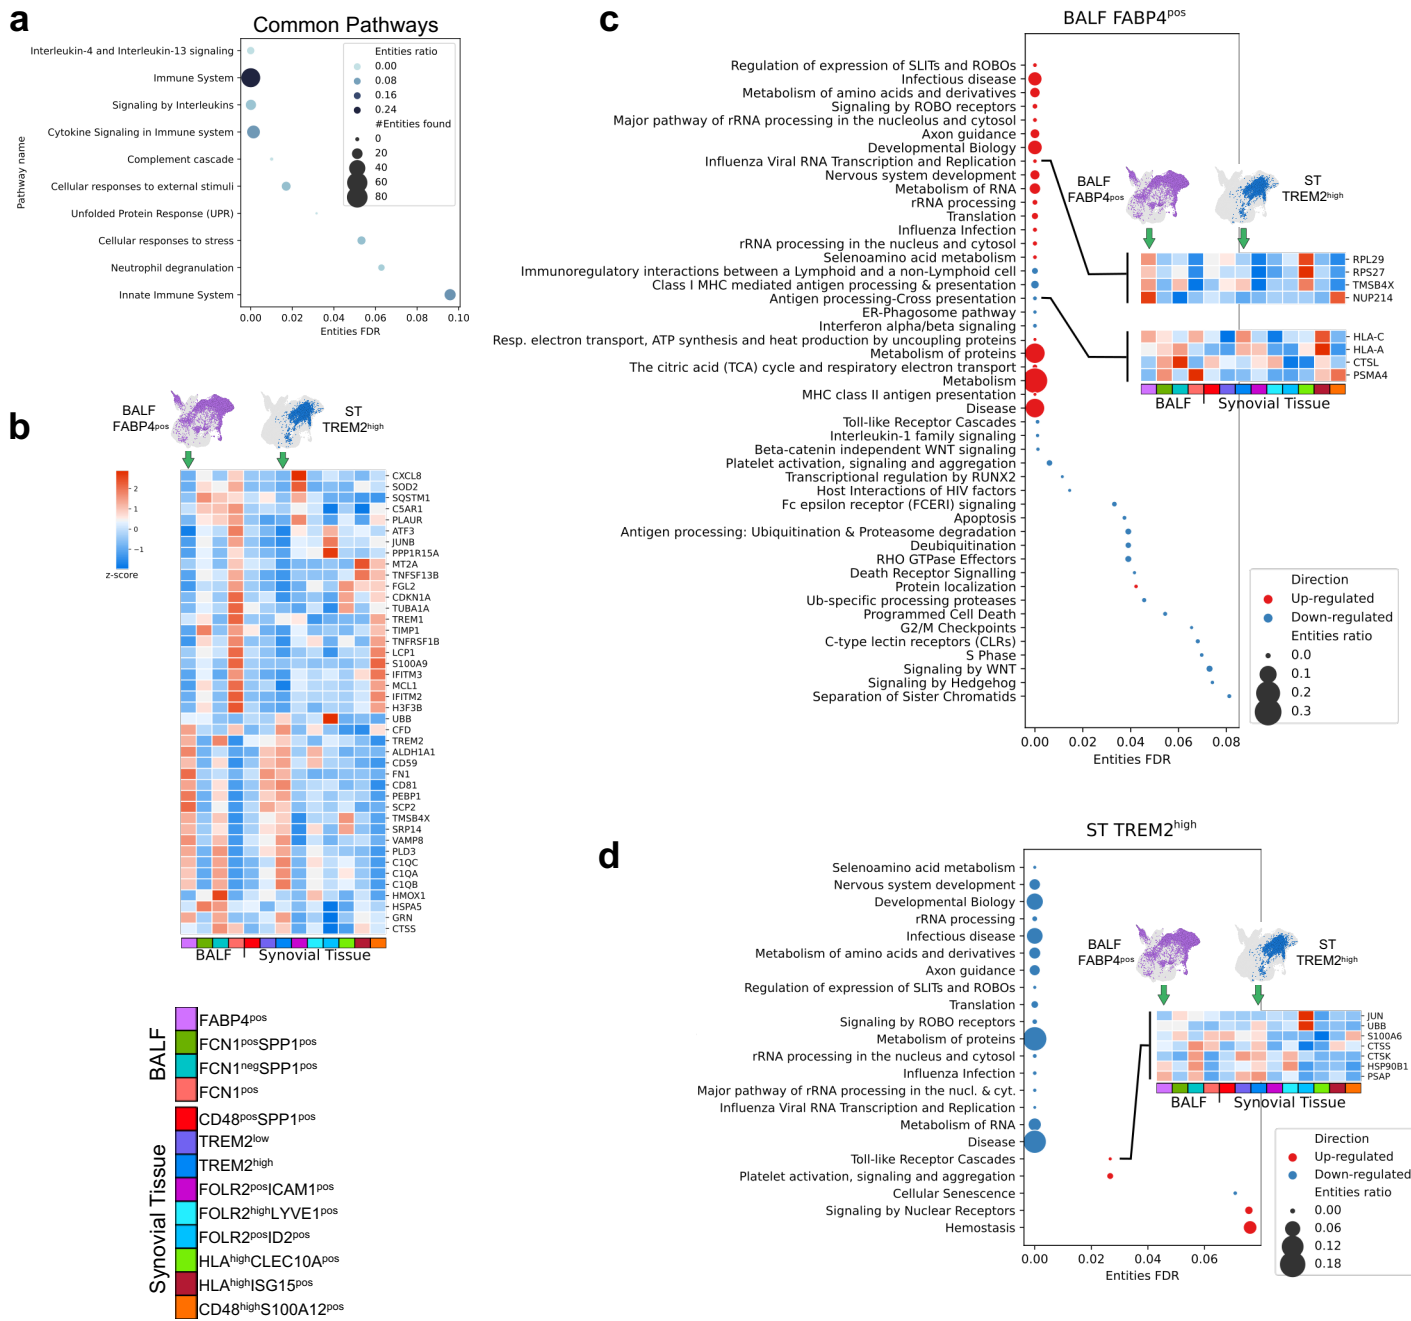 a
Common Pathways
Pathway name
Interleukin-4 and Interleukin-13 signaling
Immune System
Signaling by Interleukins
Cytokine Signaling in Immune system
Complement cascade
Cellular responses to external stimuli
Unfolded Protein Response (UPR)
Cellular responses to stress
Neutrophil degranulation
Innate Immune System
Entities ratio
0.00
0.08
0.16
0.24
#Entities found
0
20
40
60
80
0.00 0.02 0.04 0.06 0.08 0.10
Entities FDR
b
BALF
FABP4pos
ST
TREM2high
2
1
0
−1
z-score
CXCL8
SOD2
SQSTM1
C5AR1
PLAUR
ATF3
JUNB
PPP1R15A
MT2A
TNFSF13B
FGL2
CDKN1A
TUBA1A
TREM1
TIMP1
TNFRSF1B
LCP1
S100A9
IFITM3
MCL1
IFITM2
H3F3B
UBB
CFD
TREM2
ALDH1A1
CD59
FN1
CD81
PEBP1
SCP2
TMSB4X
SRP14
VAMP8
PLD3
C1QC
C1QA
C1QB
HMOX1
HSPA5
GRN
CTSS
BALF Synovial Tissue
BALF
FABP4pos
FCN1posSPP1pos
FCN1negSPP1pos
FCN1pos
Synovial Tissue
CD48posSPP1pos
TREM2low
TREM2high
FOLR2posICAM1pos
FOLR2highLYVE1pos
FOLR2posID2pos
HLAhighCLEC10Apos
HLAhighISG15pos
CD48highS100A12pos
c
BALF FABP4pos
Regulation of expression of SLITs and ROBOs
Infectious disease
Metabolism of amino acids and derivatives
Signaling by ROBO receptors
Major pathway of rRNA processing in the nucleolus and cytosol
Axon guidance
Developmental Biology
Influenza Viral RNA Transcription and Replication
Nervous system development
Metabolism of RNA
rRNA processing
Translation
Influenza Infection
rRNA processing in the nucleus and cytosol
Selenoamino acid metabolism
Immunoregulatory interactions between a Lymphoid and a non-Lymphoid cell
Class I MHC mediated antigen processing & presentation
Antigen processing-Cross presentation
ER-Phagosome pathway
Interferon alpha/beta signaling
Resp. electron transport, ATP synthesis and heat production by uncoupling proteins
Metabolism of proteins
The citric acid (TCA) cycle and respiratory electron transport
Metabolism
MHC class II antigen presentation
Disease
Toll-like Receptor Cascades
Interleukin-1 family signaling
Beta-catenin independent WNT signaling
Platelet activation, signaling and aggregation
Transcriptional regulation by RUNX2
Host Interactions of HIV factors
Fc epsilon receptor (FCERI) signaling
Apoptosis
Antigen processing: Ubiquitination & Proteasome degradation
Deubiquitination
RHO GTPase Effectors
Death Receptor Signalling
Protein localization
Ub-specific processing proteases
Programmed Cell Death
G2/M Checkpoints
C-type lectin receptors (CLRs)
S Phase
Signaling by WNT
Signaling by Hedgehog
Separation of Sister Chromatids
0.00 0.02 0.04 0.06 0.08
Entities FDR
BALF
FABP4pos
ST
TREM2high
RPL29
RPS27
TMSB4X
NUP214
HLA-C
HLA-A
CTSL
PSMA4
BALF Synovial Tissue
Direction
Up-regulated
Down-regulated
Entities ratio
0.0
0.1
0.2
0.3
d
ST TREM2high
Selenoamino acid metabolism
Nervous system development
Developmental Biology
rRNA processing
Infectious disease
Metabolism of amino acids and derivatives
Axon guidance
Regulation of expression of SLITs and ROBOs
Translation
Signaling by ROBO receptors
Metabolism of proteins
rRNA processing in the nucleus and cytosol
Influenza Infection
Major pathway of rRNA processing in the nucl. & cyt.
Influenza Viral RNA Transcription and Replication
Metabolism of RNA
Disease
Toll-like Receptor Cascades
Platelet activation, signaling and aggregation
Cellular Senescence
Signaling by Nuclear Receptors
Hemostasis
0.00 0.02 0.04 0.06
Entities FDR
BALF
FABP4pos
ST
TREM2high
JUN
UBB
S100A6
CTSS
CTSK
HSP90B1
PSAP
BALF Synovial Tissue
Direction
Up-regulated
Down-regulated
Entities ratio
0.00
0.06
0.12
0.18